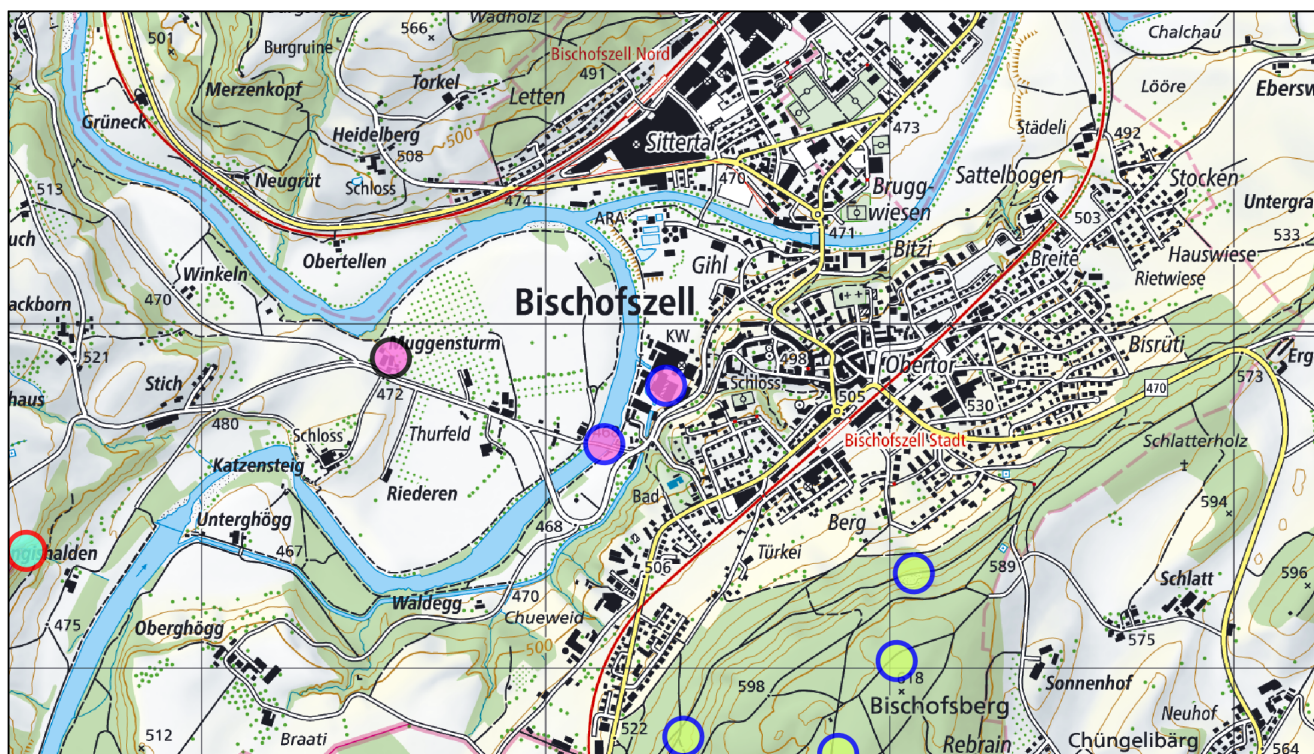 Wadholz
566
Burgruine
501
Bischofszell Nord
491
Chalchau
Merzenkopf
Torkel
Letten
Lööre
Ebersw
Grüneck
Heidelberg
500
508
Sittertal
473
Städeli
492
513
Neugrüt
Schloss
474
470
Brugg-
wiesen
Sattelbogen
Stocken
503
Untergra
uch
ARA
471
533
Winkeln
Obertellen
Gihl
Bitzi
Breite
Hauswiese
Rietwiese
ackborn
470
Bischofszell
KW
521
Muggensturm
498
Obertor
Bisrüti
Erg
Stich
472
Schloss
505
530
470
573
haus
480
Schloss
Thurfeld
Bischofszell Stadt
Schlatterholz
Katzensteig
Riederen
Bad
594
Unterghögg
467
468
Berg
Türkei
halden
506
589
596
Waldegg
470
Schlatt
475
Oberghögg
Chueweid
500
575
598
618
Sonnenhof
Bischofsberg
Neuhof
512
Braati
522
Rebrain
Chüngelibärg
564